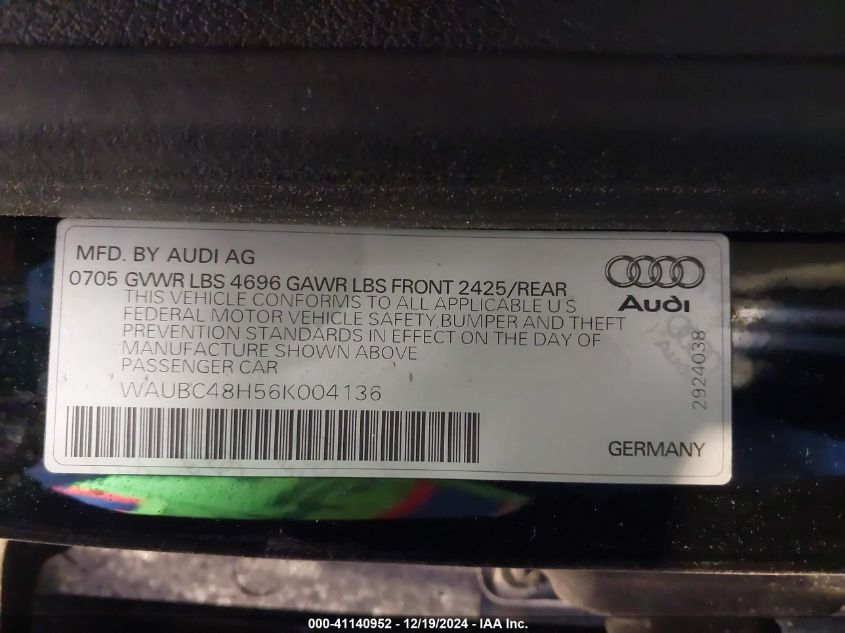 MFD. BY AUDI AG
0705 GVWR LBS 4696 GAWR LBS FRONT 2425/REAR
THIS VEHICLE CONFORMS TO ALL APPLICABLE U S
FEDERAL MOTOR VEHICLE SAFETY, BUMPER AND THEFT
PREVENTION STANDARDS IN EFFECT ON THE DAY OF
MANUFACTURE SHOWN ABOVE
PASSENGER CAR
WAUBC48H56K004136
Audi
2924038
GERMANY
000-41140952 - 12/19/2024 - IAA Inc.